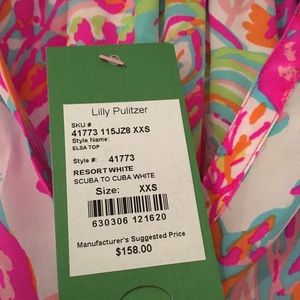 Lilly Pulitzer
SKU #
41773 115JZ8 XXS
Style Name:
ELSA TOP
Style #: 41773
RESORT WHITE
SCUBA TO CUBA WHITE
Size: XXS
630306 121620
Manufacturer's Suggested Price
$158.00